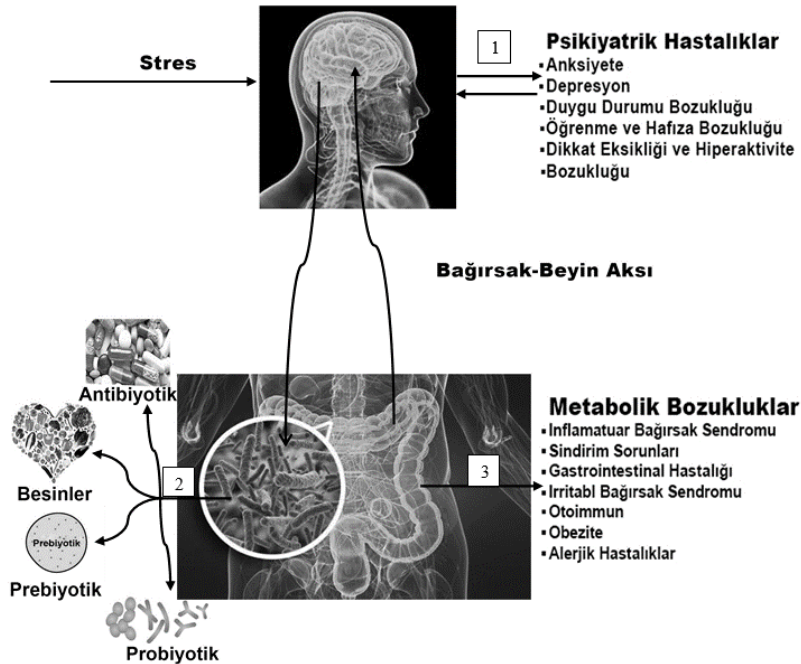 Stres
1
Psikiyatrik Hastalıklar
▪Anksiyete
▪Depresyon
▪Duygu Durumu Bozukluğu
▪Öğrenme ve Hafıza Bozukluğu
▪Dikkat Eksikliği ve Hiperaktivite
▪Bozukluğu
Bağırsak-Beyin Aksı
Antibiyotik
Besinler
2
Prebiyotik
Prebiyotik
Probiyotik
3
Metabolik Bozukluklar
▪Inflamatuar Bağırsak Sendromu
▪Sindirim Sorunları
▪Gastrointestinal Hastalığı
▪Irritabl Bağırsak Sendromu
▪Otoimmun
▪Obezite
▪Alerjik Hastalıklar